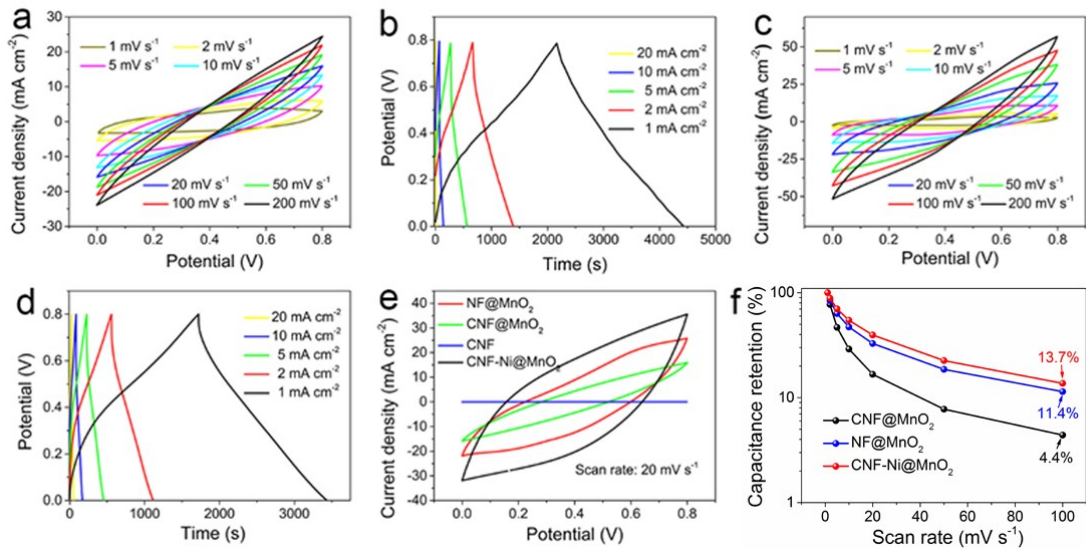 a
Current density (mA cm⁻²)
30
20
10
0
-10
-20
-30
1 mV s⁻¹ 2 mV s⁻¹
5 mV s⁻¹ 10 mV s⁻¹
20 mV s⁻¹ 50 mV s⁻¹
100 mV s⁻¹ 200 mV s⁻¹
0.0 0.2 0.4 0.6 0.8
Potential (V)
b
Potential (V)
0.8
0.4
0.0
20 mA cm⁻²
10 mA cm⁻²
5 mA cm⁻²
2 mA cm⁻²
1 mA cm⁻²
0 1000 2000 3000 4000 5000
Time (s)
c
Current density (mA cm⁻²)
50
25
0
-25
-50
1 mV s⁻¹ 2 mV s⁻¹
5 mV s⁻¹ 10 mV s⁻¹
20 mV s⁻¹ 50 mV s⁻¹
100 mV s⁻¹ 200 mV s⁻¹
0.0 0.2 0.4 0.6 0.8
Potential (V)
d
Potential (V)
0.8
0.6
0.4
0.2
0.0
20 mA cm⁻²
10 mA cm⁻²
5 mA cm⁻²
2 mA cm⁻²
1 mA cm⁻²
0 1000 2000 3000
Time (s)
e
Current density (mA cm⁻²)
40
30
20
10
0
-10
-20
-30
-40
NF@MnO₂
CNF@MnO₂
CNF
CNF-Ni@MnO₂
Scan rate: 20 mV s⁻¹
0.0 0.2 0.4 0.6 0.8
Potential (V)
f
Capacitance retention (%)
100
10
1
13.7%
11.4%
4.4%
CNF@MnO₂
NF@MnO₂
CNF-Ni@MnO₂
0 20 40 60 80 100
Scan rate (mV s⁻¹)